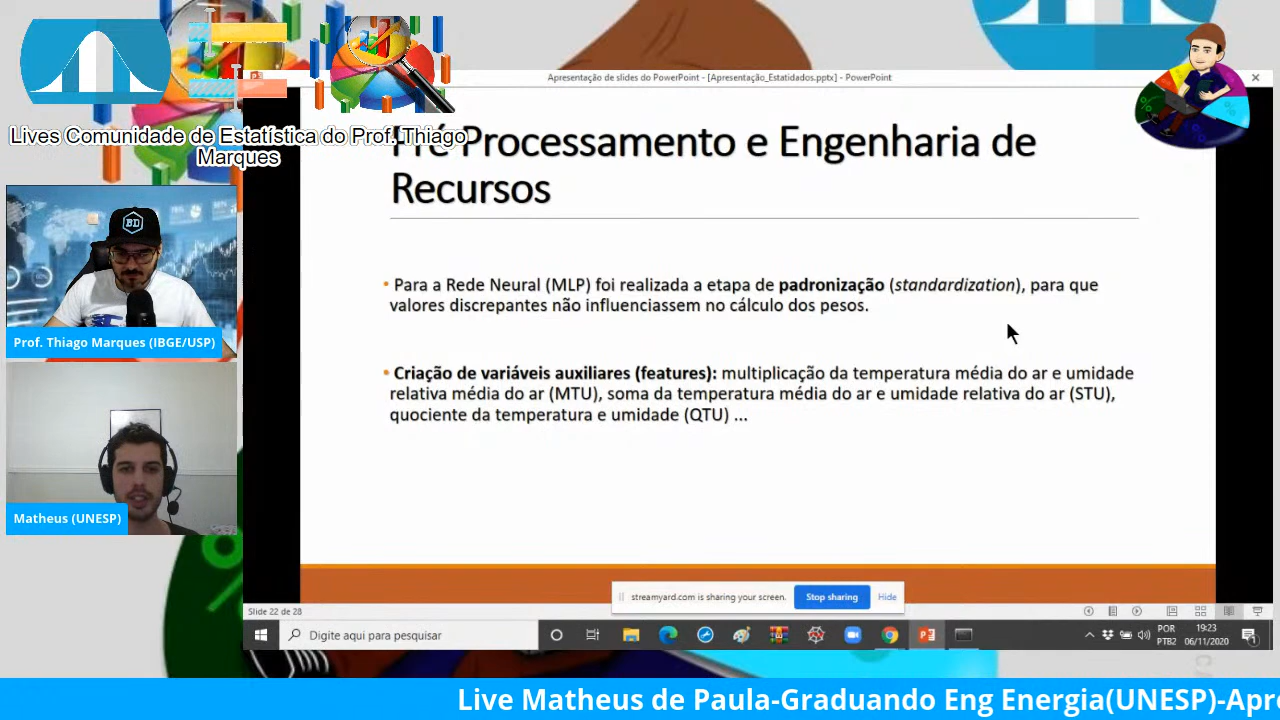 Lives Comunidade de Estatística do Prof. Thiago
Marques
Apresentação de slides do PowerPoint - [Apresentação_Estatidados.pptx] - PowerPoint
Pré Processamento e Engenharia de
Recursos
• Para a Rede Neural (MLP) foi realizada a etapa de padronização (standardization), para que
valores discrepantes não influenciassem no cálculo dos pesos.
• Criação de variáveis auxiliares (features): multiplicação da temperatura média do ar e umidade
relativa média do ar (MTU), soma da temperatura média do ar e umidade relativa do ar (STU),
quociente da temperatura e umidade (QTU) ...
BD
Prof. Thiago Marques (IBGE/USP)
Matheus (UNESP)
streamyard.com is sharing your screen.
Stop sharing
Hide
Slide 22 de 28
Digite aqui para pesquisar
POR
PTB2
19:23
06/11/2020
Live Matheus de Paula-Graduando Eng Energia(UNESP)-Apre